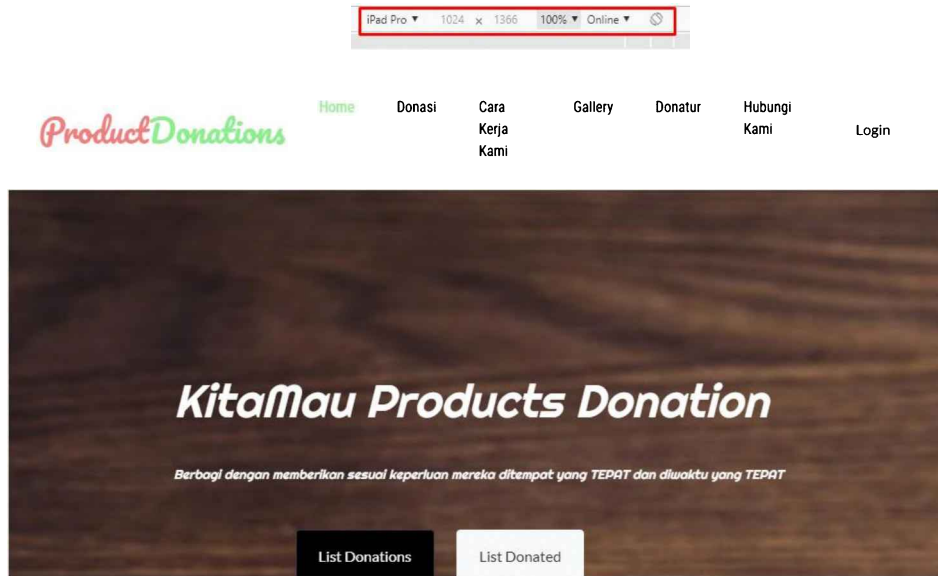 iPad Pro ▼ 1024 × 1366 100% ▼ Online ▼
ProductDonations
Home Donasi Cara Kerja Kami Gallery Donatur Hubungi Kami Login
KitaMau Products Donation
Berbagi dengan memberikan sesuai keperluan mereka ditempat yang TEPAT dan diwaktu yang TEPAT
List Donations List Donated